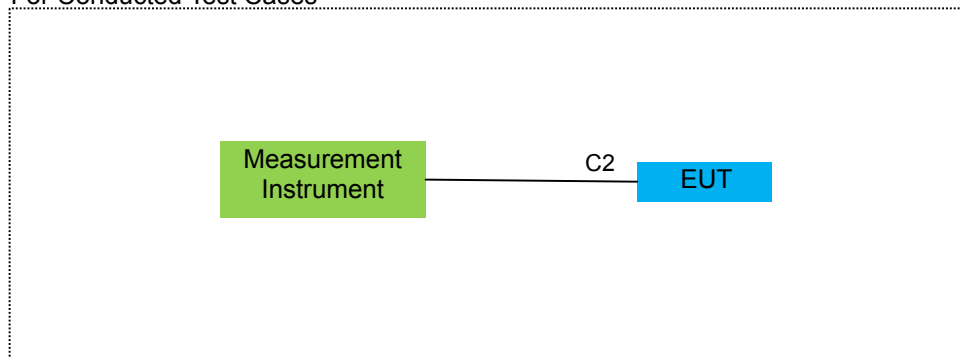 For Conducted Test Cases
Measurement
Instrument
C2
EUT